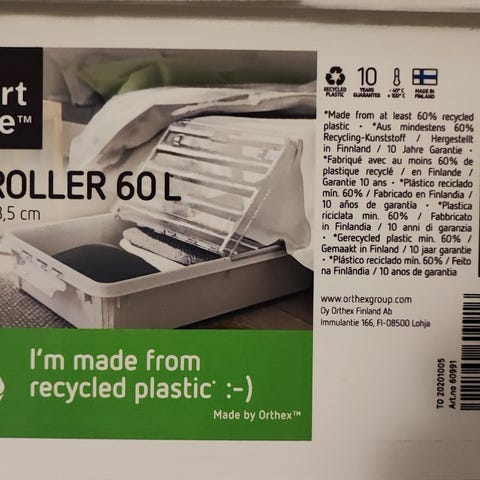 rt
e™
ROLLER 60 L
8,5 cm
I'm made from
recycled plastic* :-)
Made by Orthex™
RECYCLED
PLASTIC
10
YEARS
GUARANTEE
-40°C
+100°C
MADE IN
FINLAND
*Made from at least 60% recycled
plastic · *Aus mindestens 60%
Recycling-Kunststoff / Hergestellt
in Finnland / 10 Jahre Garantie ·
*Fabriqué avec au moins 60% de
plastique recyclé / en Finlande /
Garantie 10 ans · *Plástico reciclado
mín. 60% / Fabricado en Finlandia /
10 años de garantía · *Plastica
riciclata min. 60% / Fabbricato
in Finlandia / 10 anni di garanzia
· *Gerecycled plastic min. 60% /
Gemaakt in Finland / 10 jaar garantie
· *Plástico reciclado mín. 60% / Feito
na Finlândia / 10 anos de garantia
www.orthexgroup.com
Oy Orthex Finland Ab
Immulantie 166, FI-08500 Lohja
TO 20201005
Art.no 60991